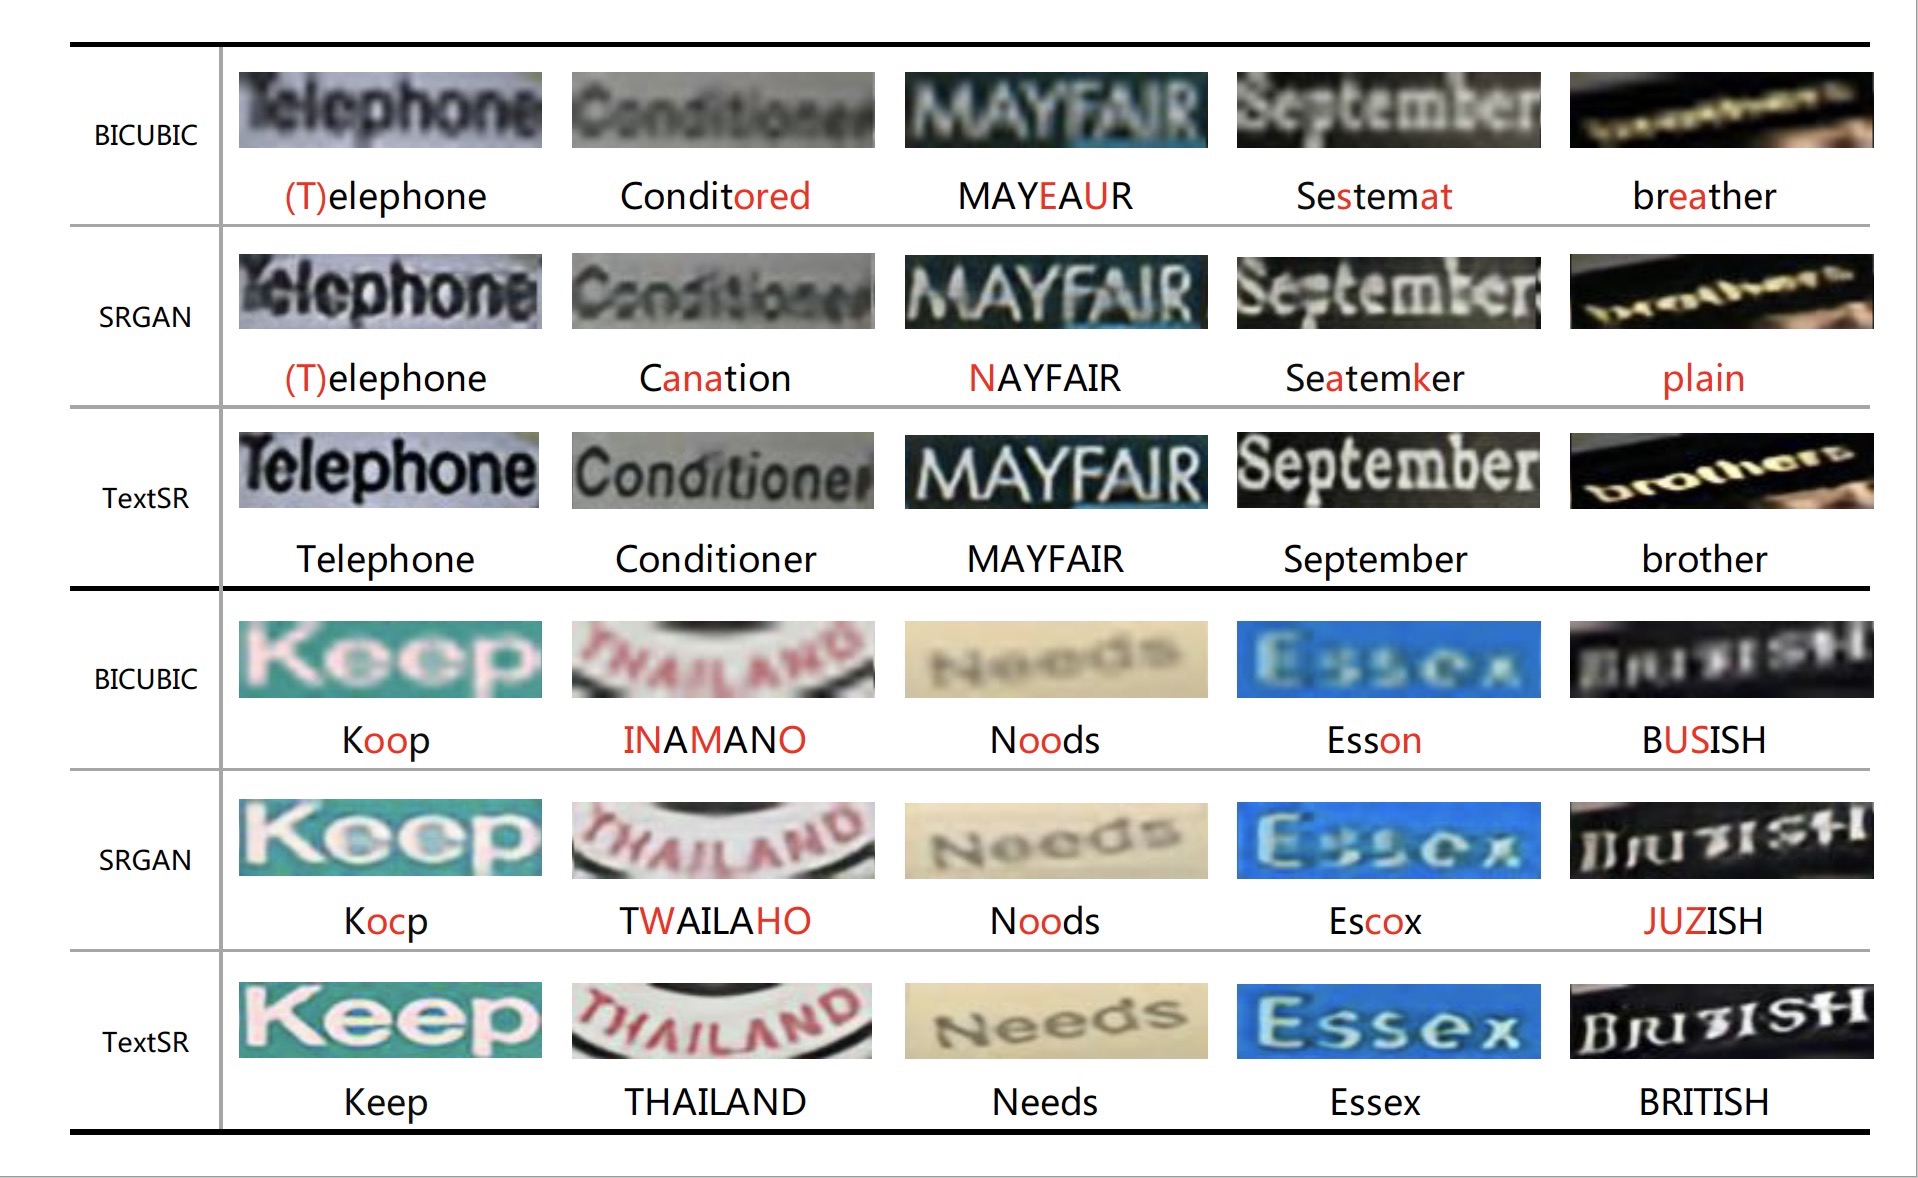 Telephone Conditioner MAYFAIR September brothers
BICUBIC
(T)elephone Conditored MAYEAUR Sestemat breather
Telephone Conditioner MAYFAIR September brothers
SRGAN
(T)elephone Canation NAYFAIR Seatemker plain
Telephone Conditioner MAYFAIR September brothers
TextSR
Telephone Conditioner MAYFAIR September brother
Keep THAILAND Needs Essex BRITISH
BICUBIC
Koop INAMANO Noods Esson BUSISH
Keep THAILAND Needs Essex BRITISH
SRGAN
Kocp TWAILAHO Noods Escox JUZISH
Keep THAILAND Needs Essex BRITISH
TextSR
Keep THAILAND Needs Essex BRITISH